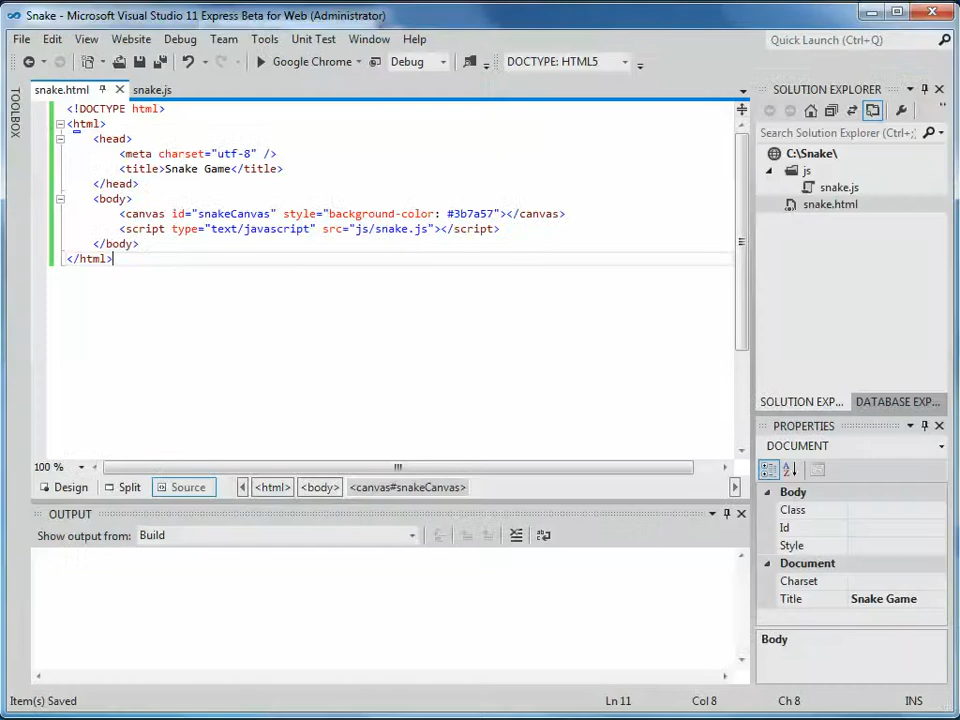 Snake - Microsoft Visual Studio 11 Express Beta for Web (Administrator)
File Edit View Website Debug Team Tools Unit Test Window Help
Quick Launch (Ctrl+Q)
Google Chrome Debug DOCTYPE: HTML5
TOOLBOX
snake.html snake.js
<!DOCTYPE html>
<html>
<head>
<meta charset="utf-8" />
<title>Snake Game</title>
</head>
<body>
<canvas id="snakeCanvas" style="background-color: #3b7a57"></canvas>
<script type="text/javascript" src="js/snake.js"></script>
</body>
</html>
100 %
Design Split Source <html> <body> <canvas#snakeCanvas>
OUTPUT
Show output from: Build
SOLUTION EXPLORER
Search Solution Explorer (Ctrl+;
C:\Snake\
js
snake.js
snake.html
SOLUTION EXP... DATABASE EXP...
PROPERTIES
DOCUMENT
Body
Class
Id
Style
Document
Charset
Title Snake Game
Body
Item(s) Saved Ln 11 Col 8 Ch 8 INS